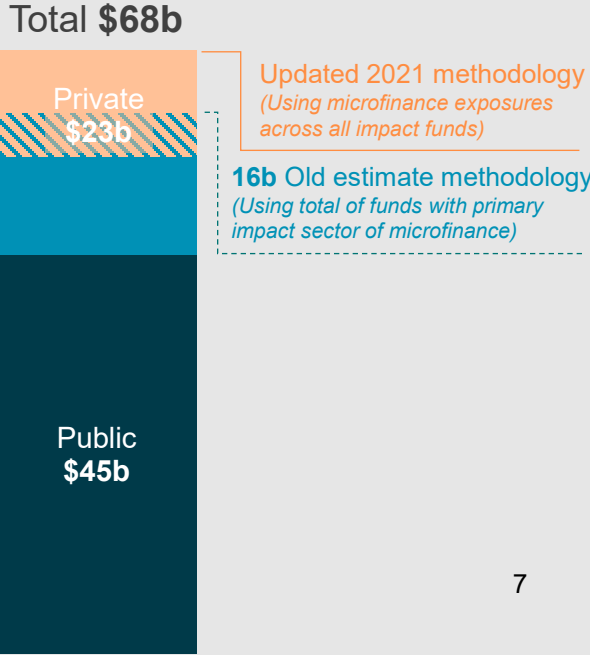 Total $68b
Private
$23b
Updated 2021 methodology
(Using microfinance exposures
across all impact funds)
16b Old estimate methodology
(Using total of funds with primary
impact sector of microfinance)
Public
$45b
7